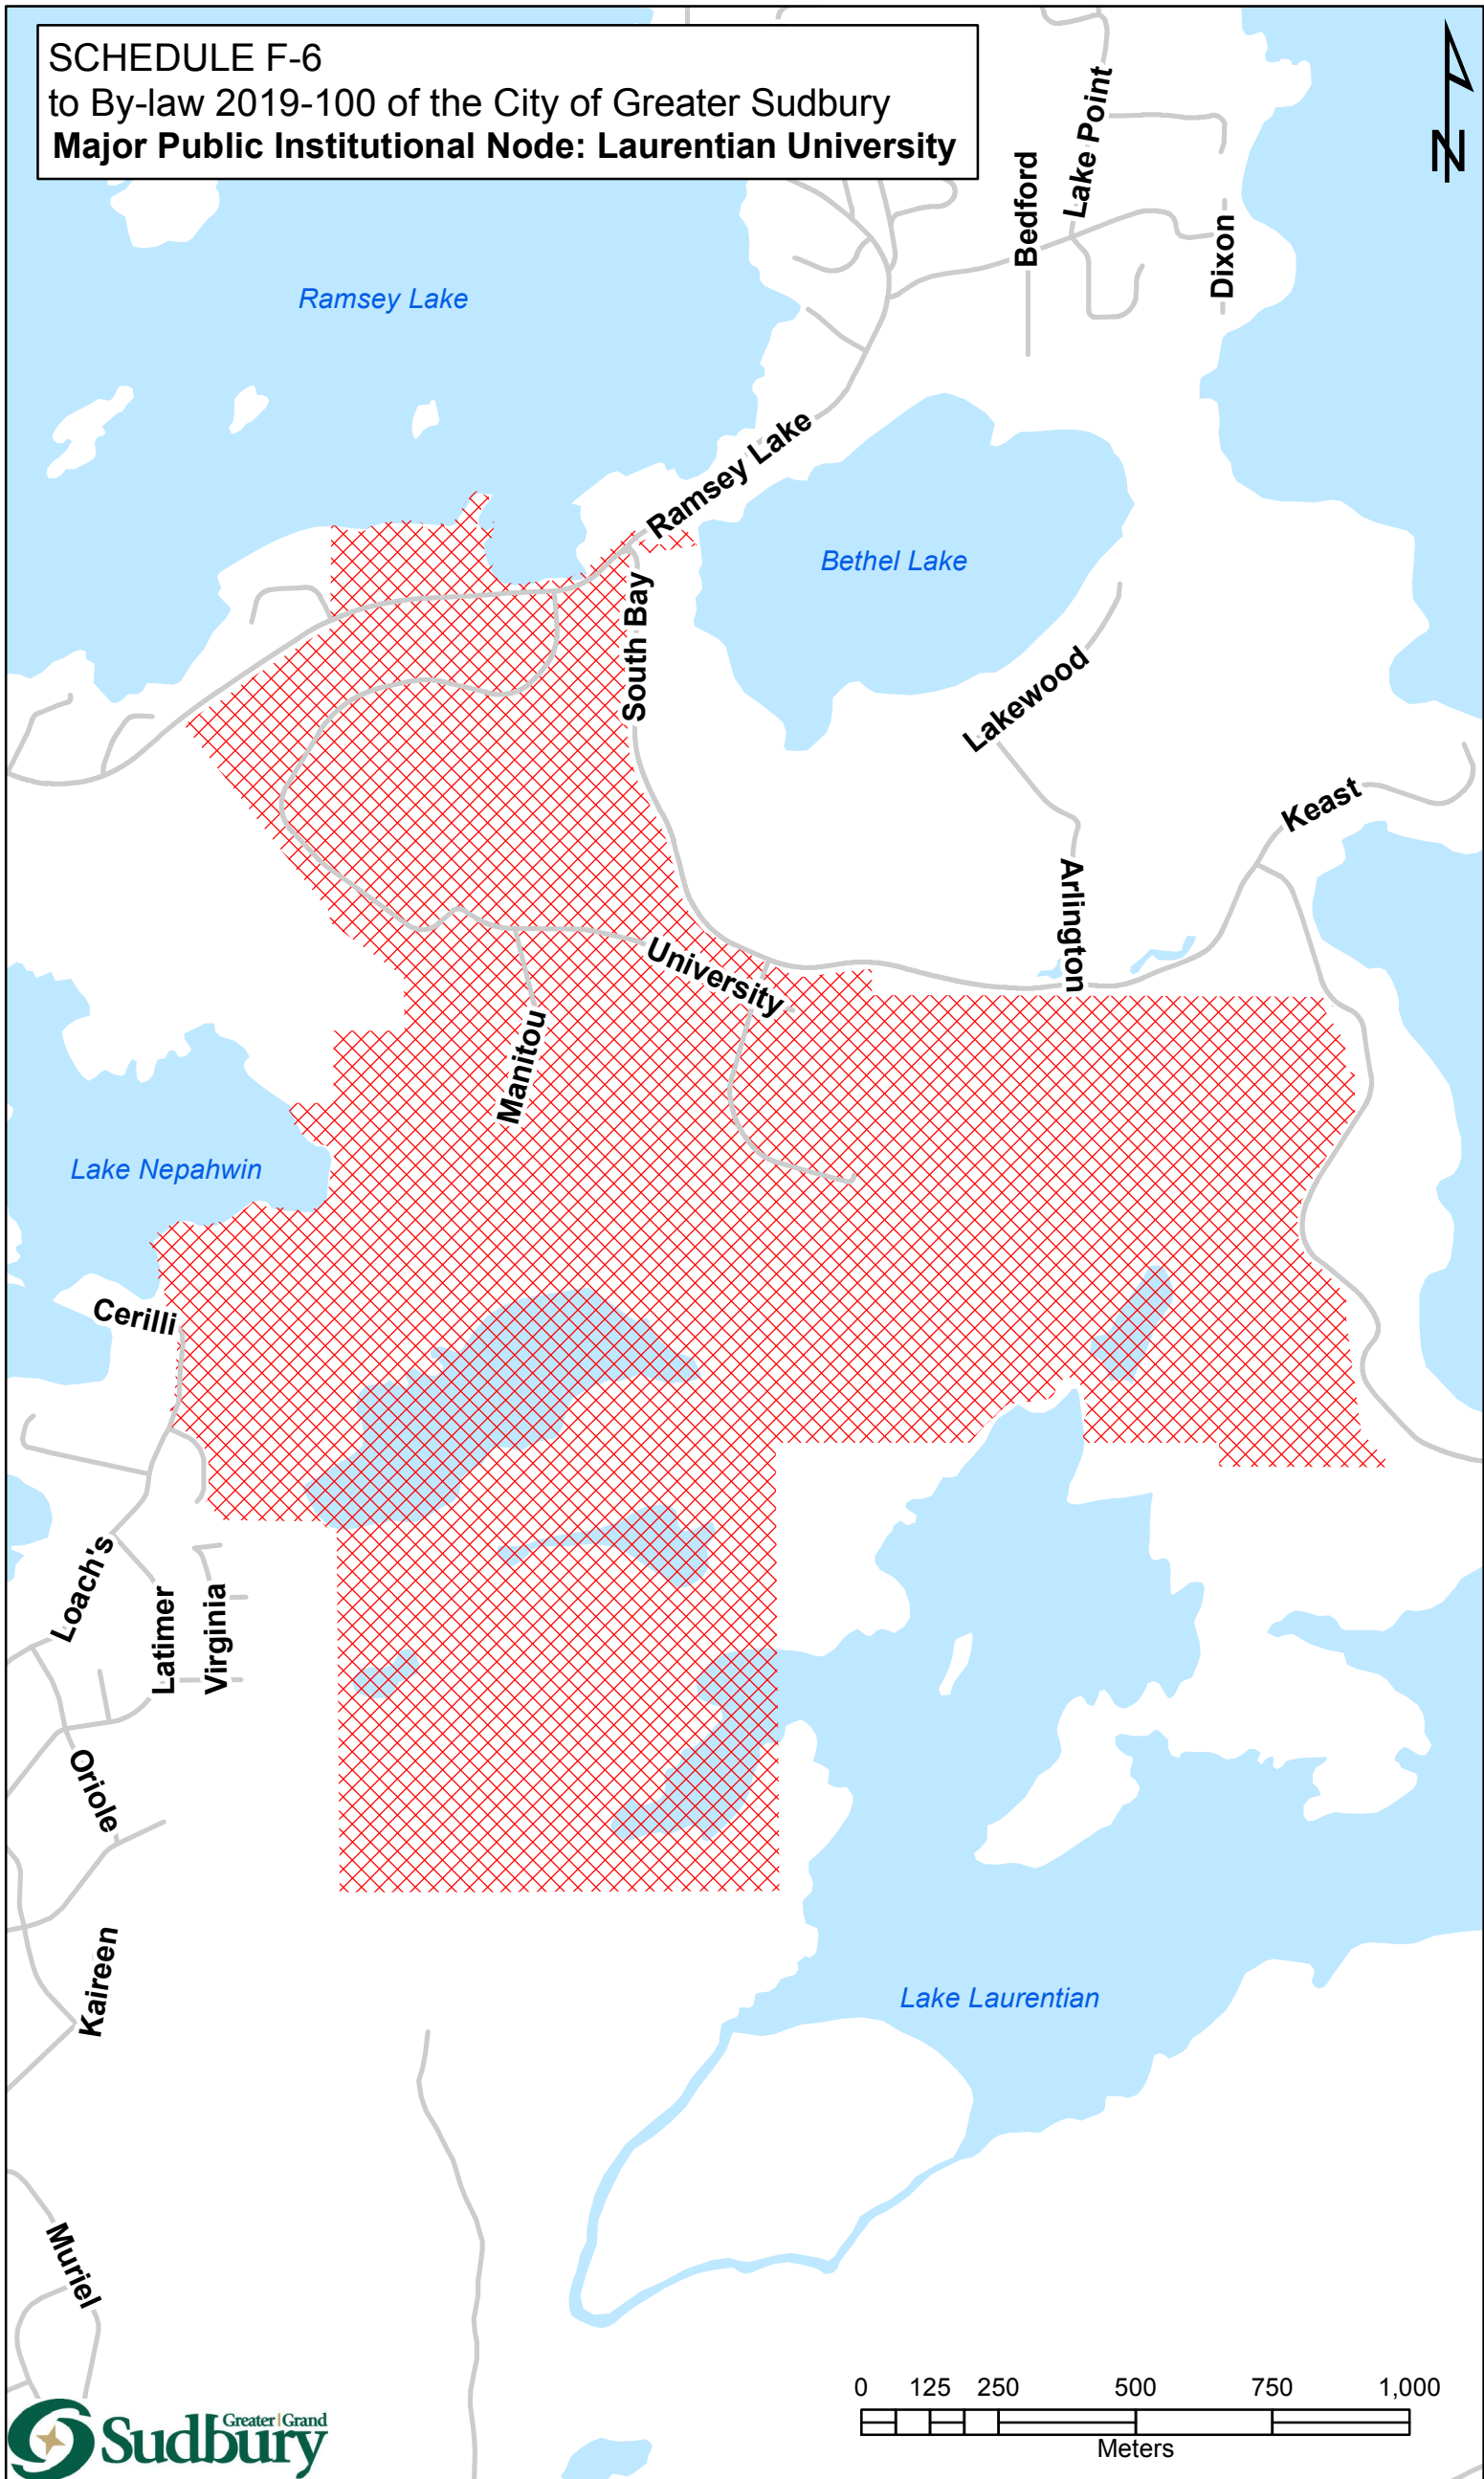 SCHEDULE F-6
to By-law 2019-100 of the City of Greater Sudbury
Major Public Institutional Node: Laurentian University
N
Lake Point
Bedford
Dixon
Ramsey Lake
Ramsey Lake
Bethel Lake
South Bay
Lakewood
Keast
Arlington
University
Manitou
Lake Nepahwin
Cerilli
Loach's
Latimer
Virginia
Oriole
Kaireen
Lake Laurentian
Muriel
0 125 250 500 750 1,000
Meters
Greater | Grand
Sudbury